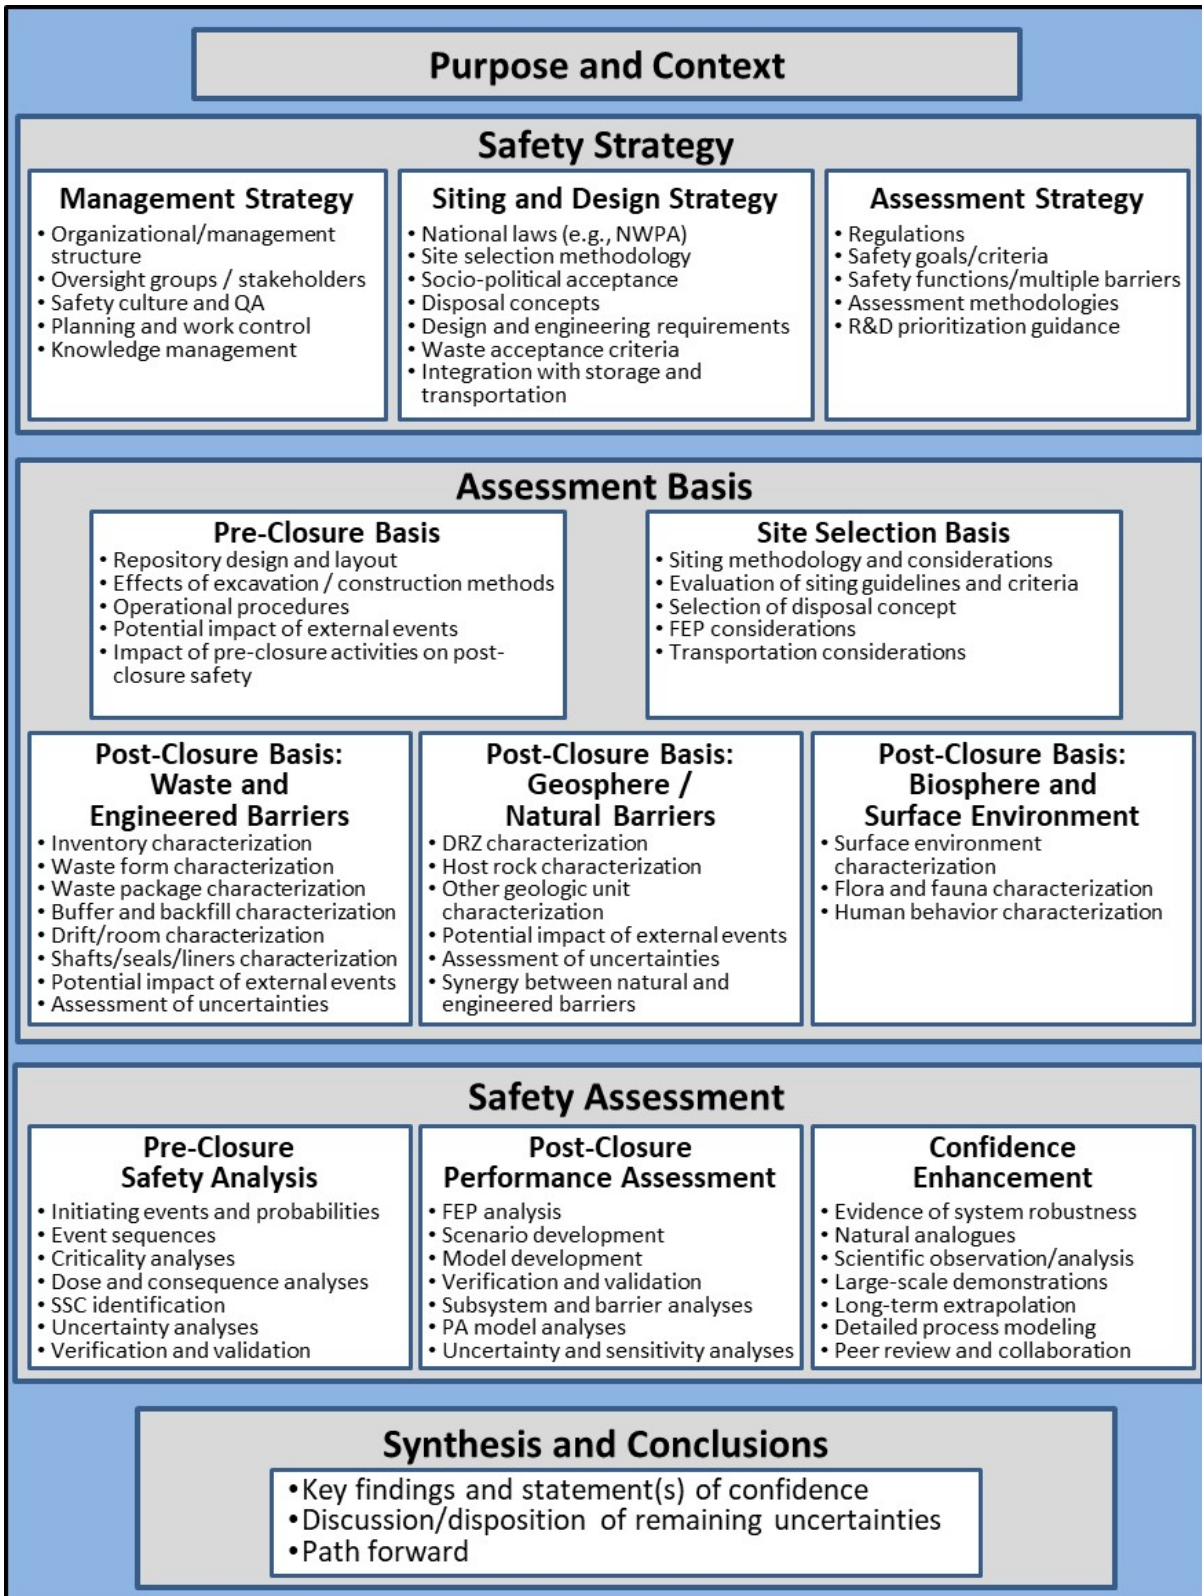 Purpose and Context
Safety Strategy
Management Strategy
• Organizational/management
structure
• Oversight groups / stakeholders
• Safety culture and QA
• Planning and work control
• Knowledge management
Siting and Design Strategy
• National laws (e.g., NWPA)
• Site selection methodology
• Socio-political acceptance
• Disposal concepts
• Design and engineering requirements
• Waste acceptance criteria
• Integration with storage and
transportation
Assessment Strategy
• Regulations
• Safety goals/criteria
• Safety functions/multiple barriers
• Assessment methodologies
• R&D prioritization guidance
Assessment Basis
Pre-Closure Basis
• Repository design and layout
• Effects of excavation / construction methods
• Operational procedures
• Potential impact of external events
• Impact of pre-closure activities on post-
closure safety
Site Selection Basis
• Siting methodology and considerations
• Evaluation of siting guidelines and criteria
• Selection of disposal concept
• FEP considerations
• Transportation considerations
Post-Closure Basis:
Waste and
Engineered Barriers
• Inventory characterization
• Waste form characterization
• Waste package characterization
• Buffer and backfill characterization
• Drift/room characterization
• Shafts/seals/liners characterization
• Potential impact of external events
• Assessment of uncertainties
Post-Closure Basis:
Geosphere /
Natural Barriers
• DRZ characterization
• Host rock characterization
• Other geologic unit
characterization
• Potential impact of external events
• Assessment of uncertainties
• Synergy between natural and
engineered barriers
Post-Closure Basis:
Biosphere and
Surface Environment
• Surface environment
characterization
• Flora and fauna characterization
• Human behavior characterization
Safety Assessment
Pre-Closure
Safety Analysis
• Initiating events and probabilities
• Event sequences
• Criticality analyses
• Dose and consequence analyses
• SSC identification
• Uncertainty analyses
• Verification and validation
Post-Closure
Performance Assessment
• FEP analysis
• Scenario development
• Model development
• Verification and validation
• Subsystem and barrier analyses
• PA model analyses
• Uncertainty and sensitivity analyses
Confidence
Enhancement
• Evidence of system robustness
• Natural analogues
• Scientific observation/analysis
• Large-scale demonstrations
• Long-term extrapolation
• Detailed process modeling
• Peer review and collaboration
Synthesis and Conclusions
•Key findings and statement(s) of confidence
•Discussion/disposition of remaining uncertainties
•Path forward